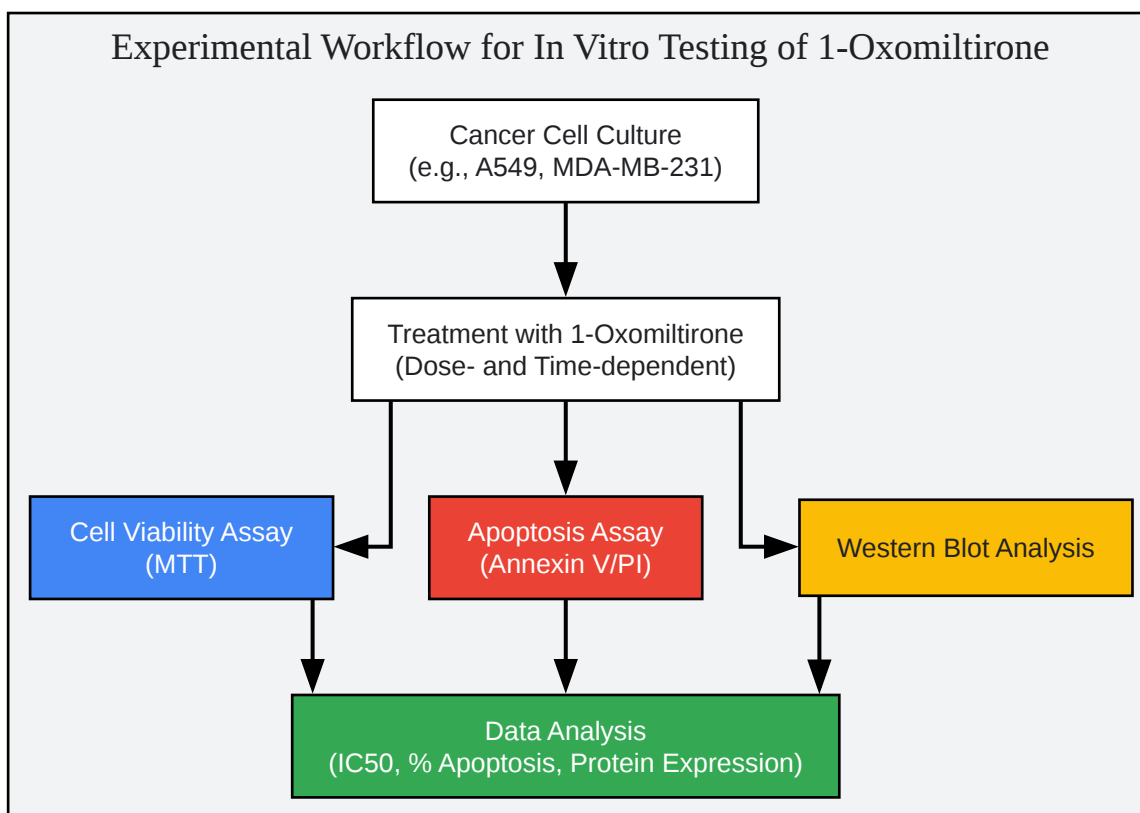 Experimental Workflow for In Vitro Testing of 1-Oxomiltirone
Cancer Cell Culture
(e.g., A549, MDA-MB-231)
Treatment with 1-Oxomiltirone
(Dose- and Time-dependent)
Cell Viability Assay
(MTT)
Apoptosis Assay
(Annexin V/PI)
Western Blot Analysis
Data Analysis
(IC50, % Apoptosis, Protein Expression)